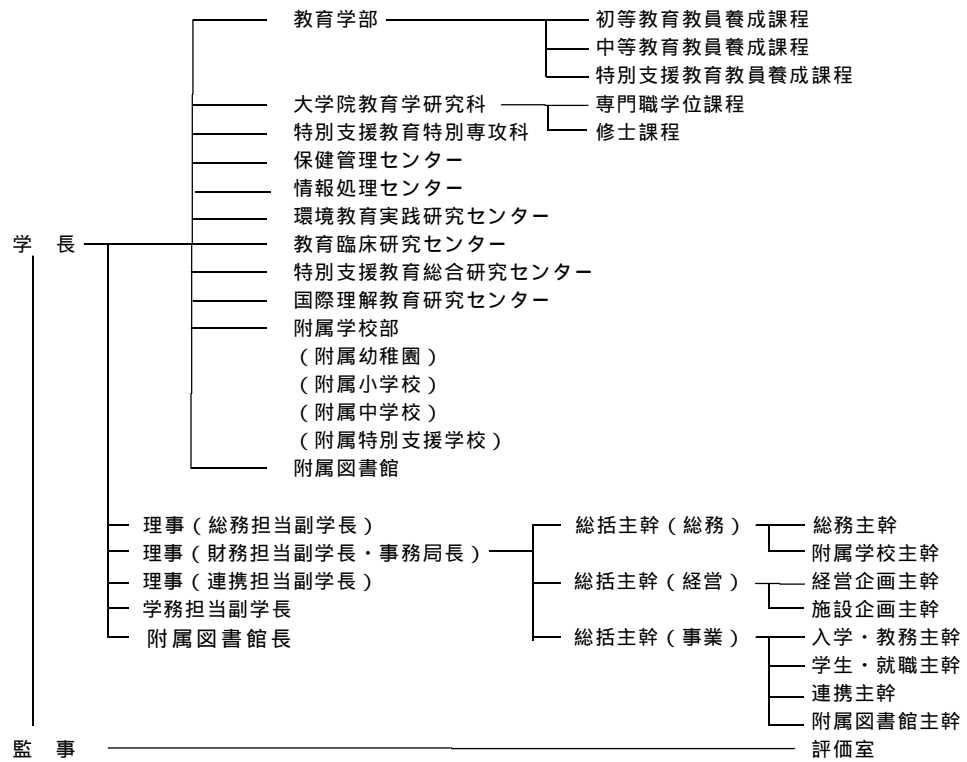 教育学部 初等教育教員養成課程
中等教育教員養成課程
特別支援教育教員養成課程
大学院教育学研究科 専門職学位課程
特別支援教育特別専攻科 修士課程
保健管理センター
情報処理センター
環境教育実践研究センター
学 長 教育臨床研究センター
特別支援教育総合研究センター
国際理解教育研究センター
附属学校部
（附属幼稚園）
（附属小学校）
（附属中学校）
（附属特別支援学校）
附属図書館
理事（総務担当副学長） 総括主幹（総務） 総務主幹
理事（財務担当副学長・事務局長） 附属学校主幹
理事（連携担当副学長） 総括主幹（経営） 経営企画主幹
学務担当副学長 施設企画主幹
附属図書館長 総括主幹（事業） 入学・教務主幹
学生・就職主幹
連携主幹
附属図書館主幹
監 事 評価室